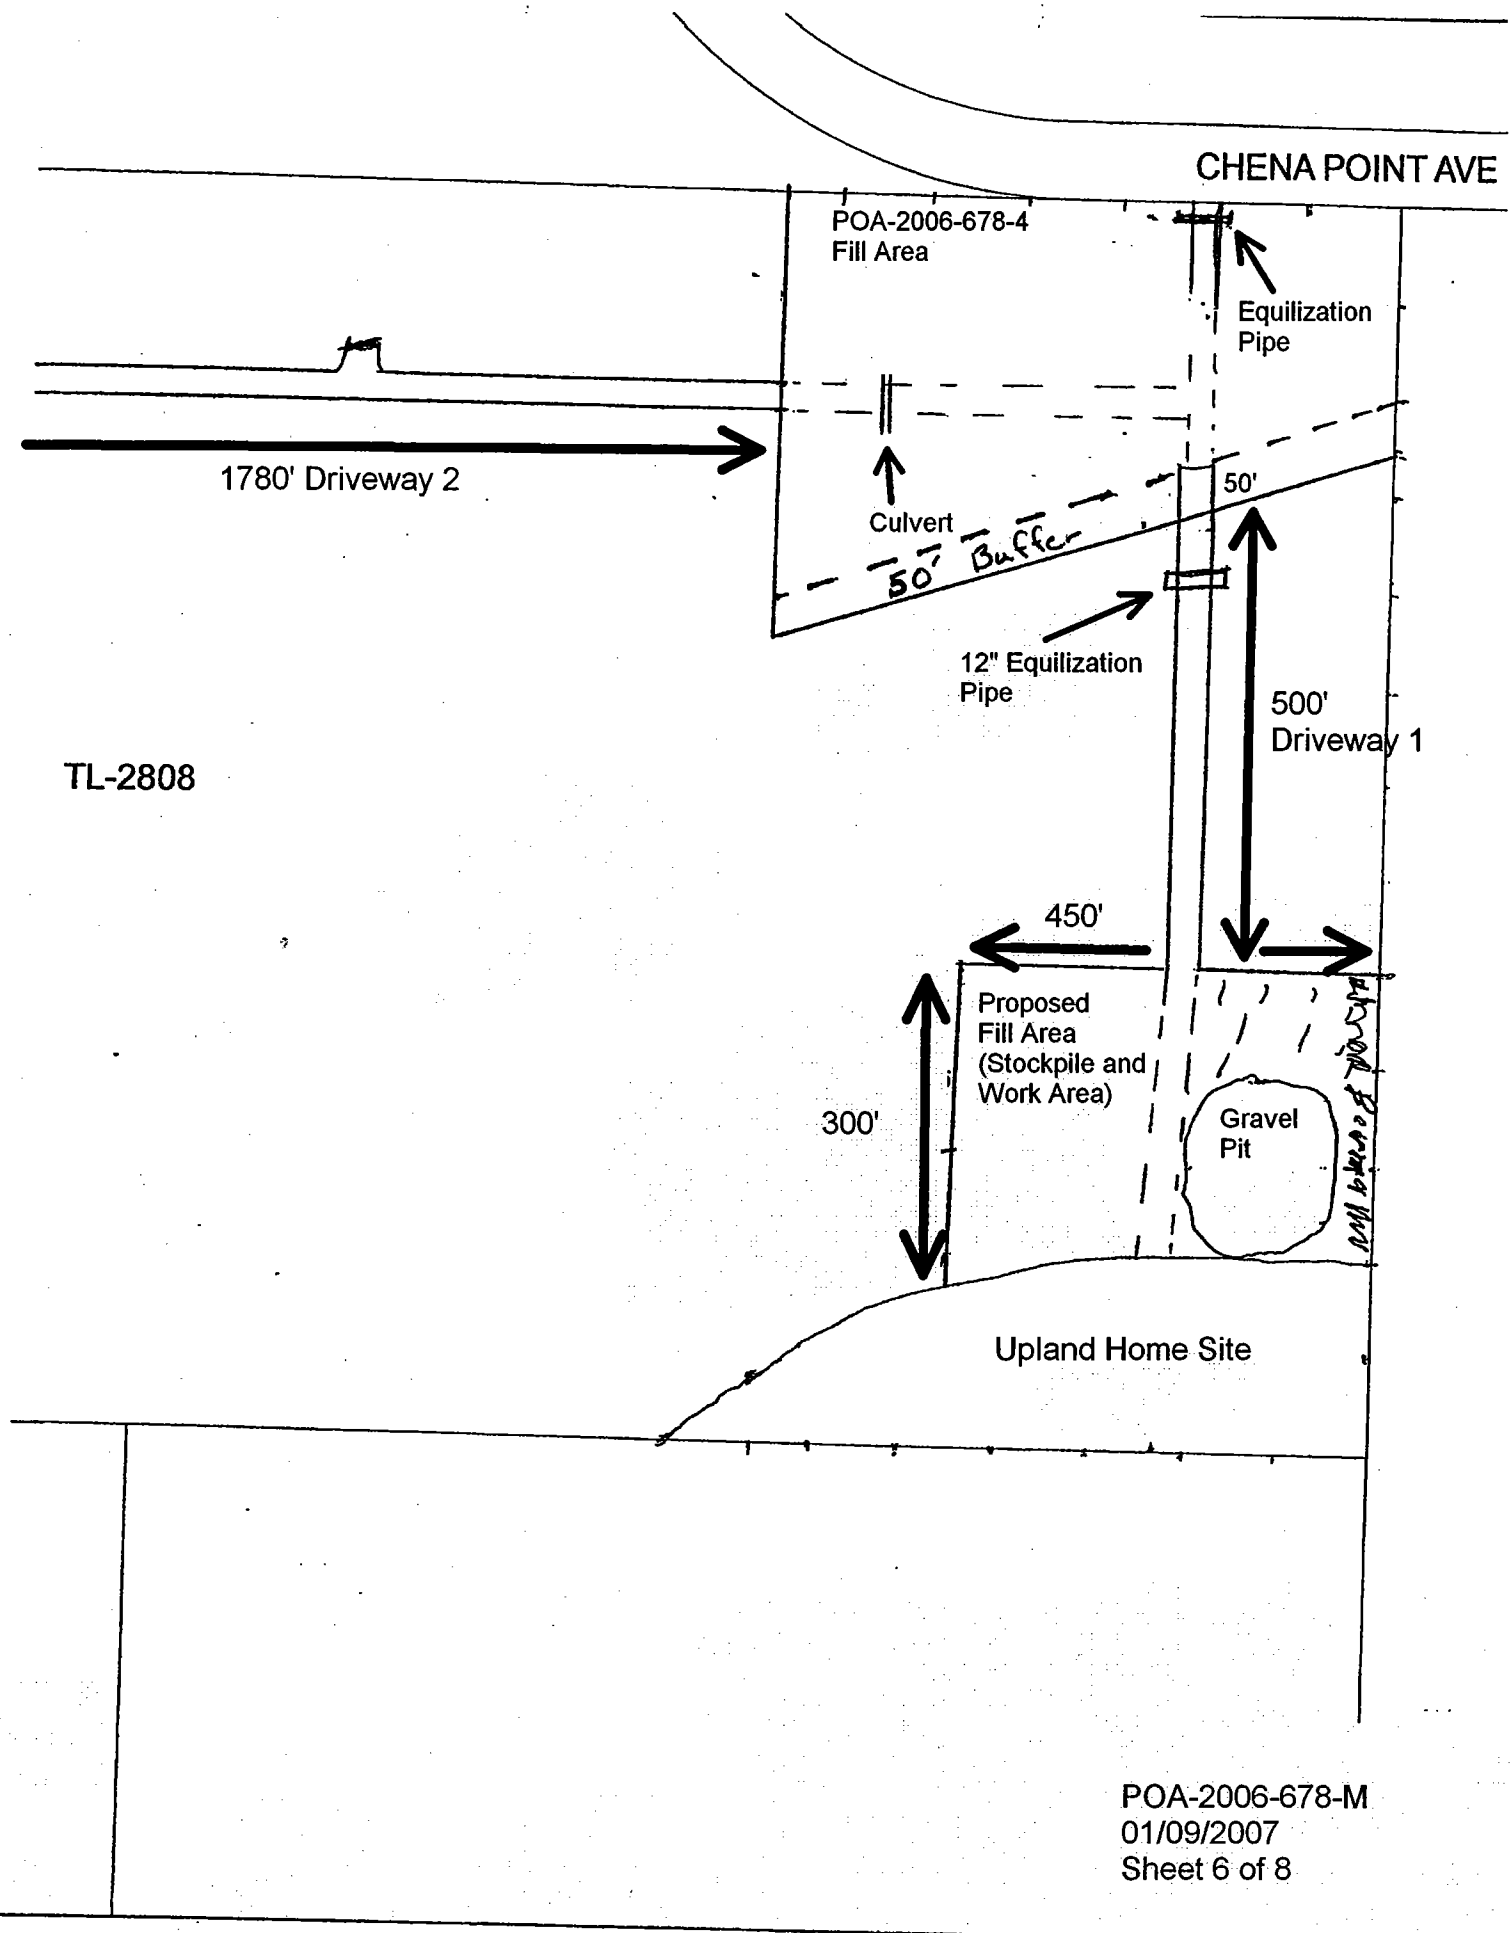 CHENA POINT AVE
POA-2006-678-4
Fill Area
Equilization
Pipe
1780' Driveway 2
Culvert
50'
50' Buffer
12" Equilization
Pipe
500'
Driveway 1
TL-2808
450'
Proposed
Fill Area
(Stockpile and
Work Area)
300'
Gravel
Pit
Upland Home Site
POA-2006-678-M
01/09/2007
Sheet 6 of 8